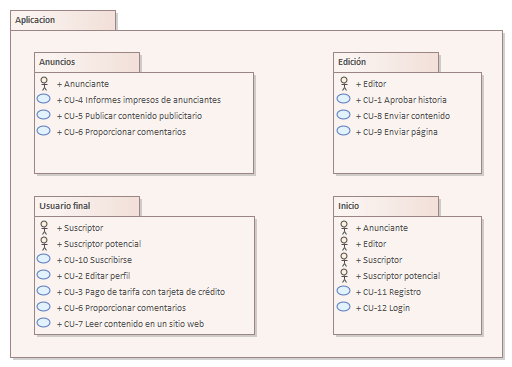 Aplicacion
Anuncios
+ Anunciante
+ CU-4 Informes impresos de anunciantes
+ CU-5 Publicar contenido publicitario
+ CU-6 Proporcionar comentarios
Edición
+ Editor
+ CU-1 Aprobar historia
+ CU-8 Enviar contenido
+ CU-9 Enviar página
Usuario final
+ Suscriptor
+ Suscriptor potencial
+ CU-10 Suscribirse
+ CU-2 Editar perfil
+ CU-3 Pago de tarifa con tarjeta de crédito
+ CU-6 Proporcionar comentarios
+ CU-7 Leer contenido en un sitio web
Inicio
+ Anunciante
+ Editor
+ Suscriptor
+ Suscriptor potencial
+ CU-11 Registro
+ CU-12 Login